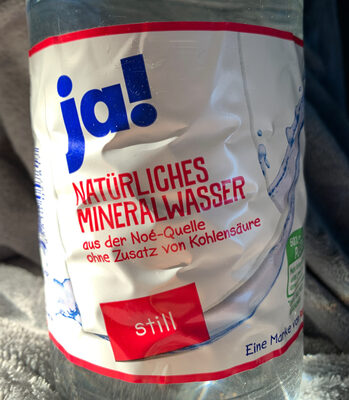 ja!
NATÜRLICHES
MINERALWASSER
aus der Noé-Quelle
ohne Zusatz von Kohlensäure
still
Eine Marke